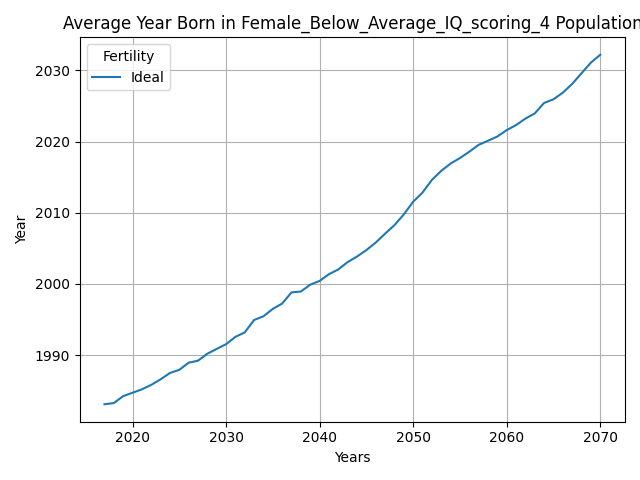 Average Year Born in Female_Below_Average_IQ_scoring_4 Population
Fertility
Ideal
Year
2030
2020
2010
2000
1990
2020 2030 2040 2050 2060 2070
Years